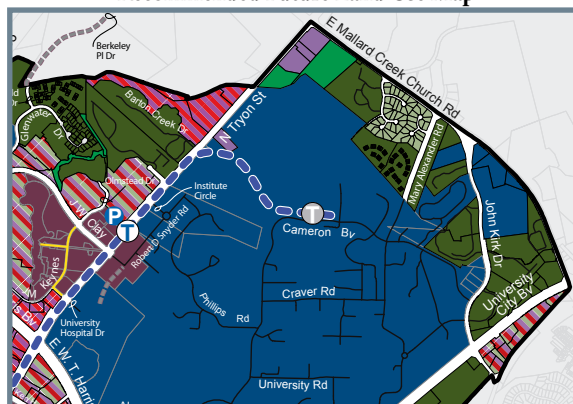 Berkeley
Pl Dr
E Mallard Creek Church Rd
Glenwater Dr
Barton Creek Dr
N Tryon St
Mary Alexander Rd
Olmstead Dr
Institute
Circle
P
T
T
J W Clay
Robert D Snyder Rd
Cameron Bv
John Kirk Dr
Keynes
Craver Rd
University
City Bv
Phillips Rd
University
Hospital Dr
University Rd
E W. T. Harri